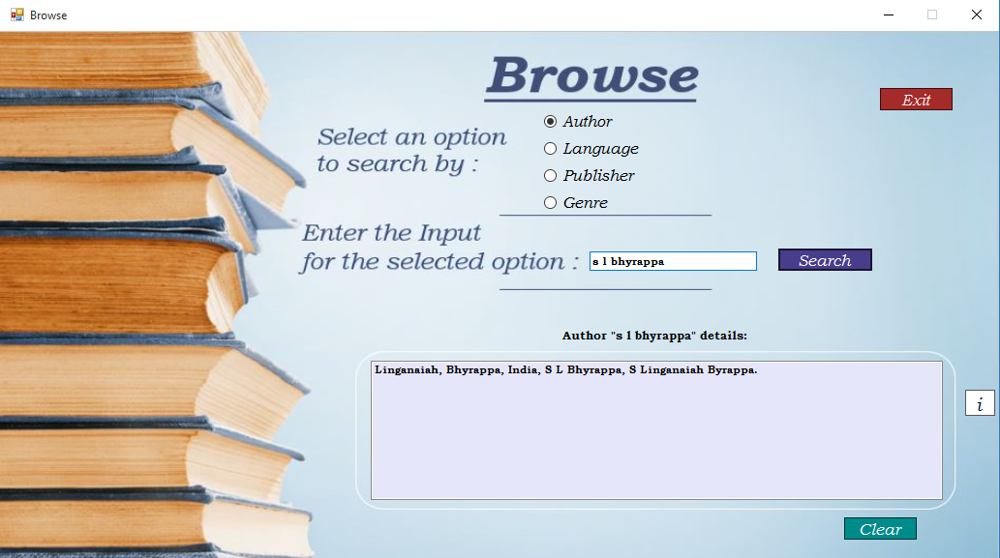 Browse
Browse
Exit
Select an option
to search by :
Author
Language
Publisher
Genre
Enter the Input
for the selected option :
s l bhyrappa
Search
Author "s l bhyrappa" details:
Linganaiah, Bhyrappa, India, S L Bhyrappa, S Linganaiah Byrappa.
i
Clear